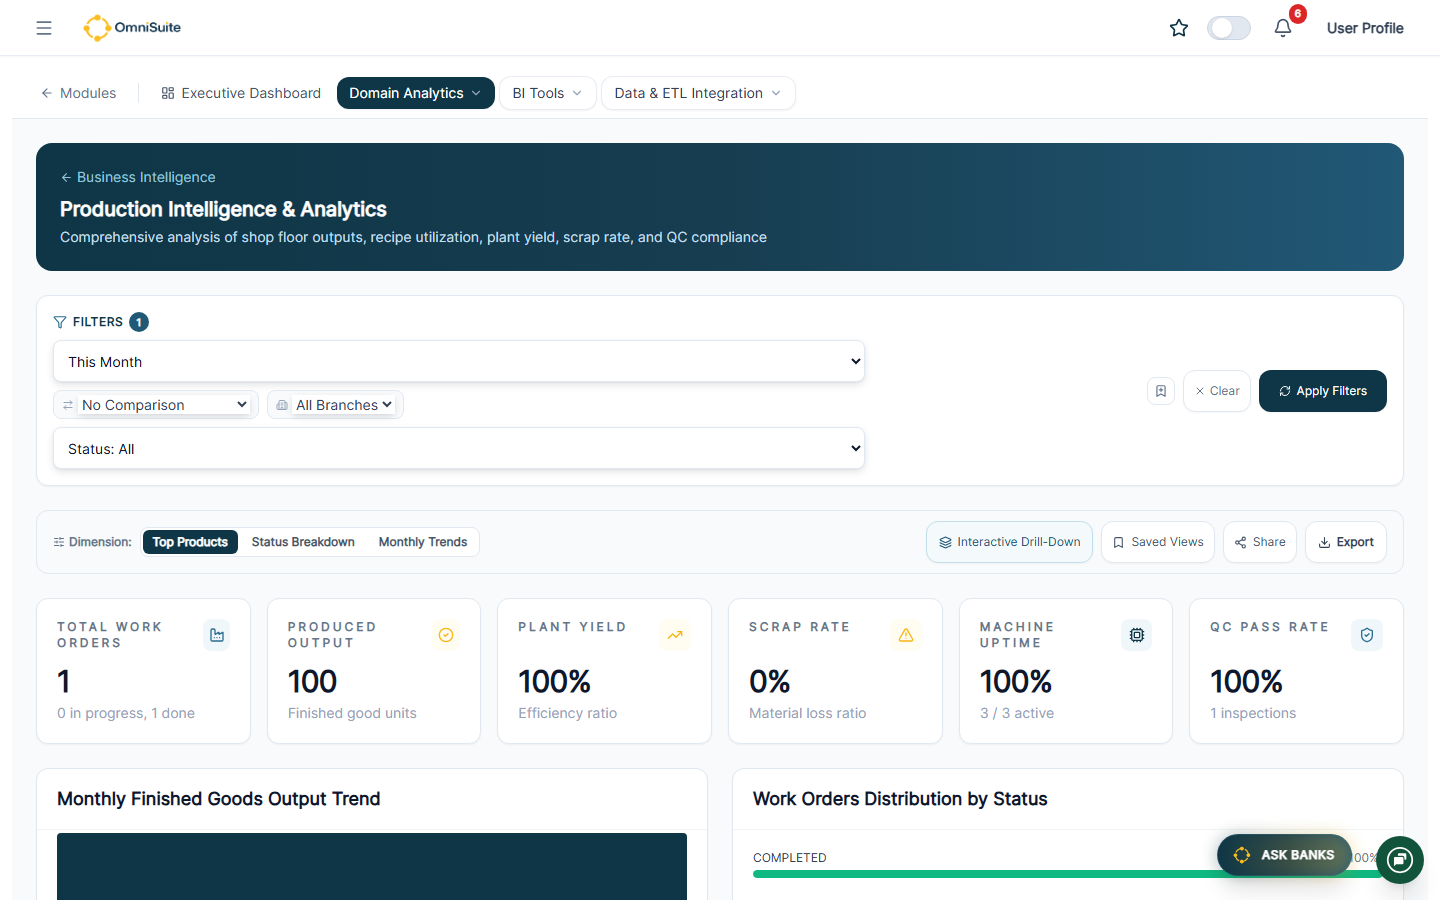 OmniSuite
6
User Profile
Modules
Executive Dashboard
Domain Analytics
BI Tools
Data & ETL Integration
Business Intelligence
Production Intelligence & Analytics
Comprehensive analysis of shop floor outputs, recipe utilization, plant yield, scrap rate, and QC compliance
FILTERS 1
This Month
No Comparison
All Branches
Status: All
Clear
Apply Filters
Dimension:
Top Products
Status Breakdown
Monthly Trends
Interactive Drill-Down
Saved Views
Share
Export
TOTAL WORK
ORDERS
1
0 in progress, 1 done
PRODUCED
OUTPUT
100
Finished good units
PLANT YIELD
100%
Efficiency ratio
SCRAP RATE
0%
Material loss ratio
MACHINE
UPTIME
100%
3 / 3 active
QC PASS RATE
100%
1 inspections
Monthly Finished Goods Output Trend
Work Orders Distribution by Status
COMPLETED
100%
ASK BANKS